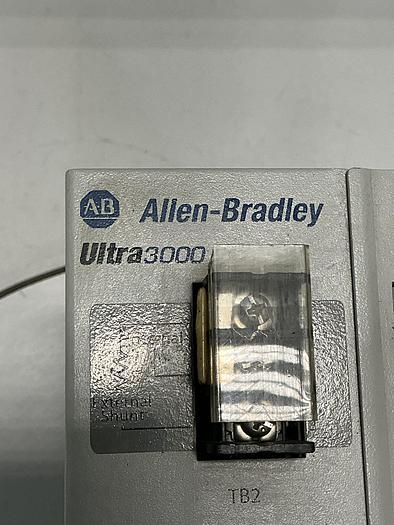 AB Allen-Bradley
Ultra3000
External
Shunt
TB2